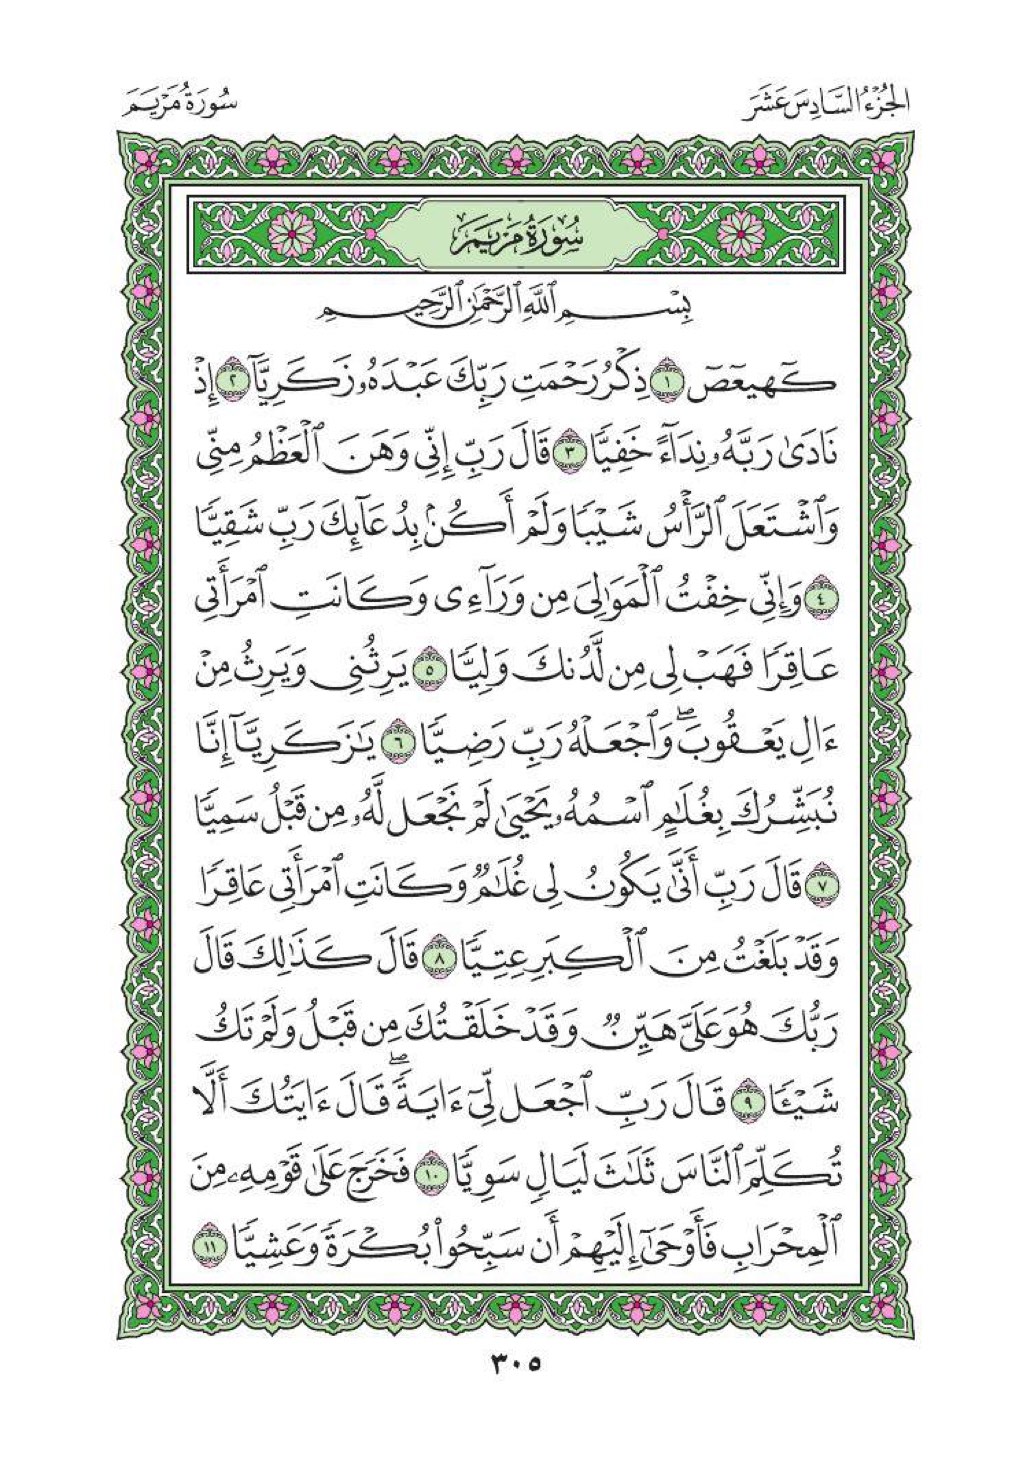 الجُزْءُ السَّادِسَ عَشَرَ
سُورَةُ مَرْيَمَ
سُورَةُ مَرْيَمَ
بِسْمِ ٱللَّهِ ٱلرَّحْمَٰنِ ٱلرَّحِيمِ
كٓهيعٓصٓ ١ ذِكْرُ رَحْمَتِ رَبِّكَ عَبْدَهُۥ زَكَرِيَّآ ٢ إِذْ
نَادَىٰ رَبَّهُۥ نِدَآءً خَفِيًّا ٣ قَالَ رَبِّ إِنِّى وَهَنَ ٱلْعَظْمُ مِنِّى
وَٱشْتَعَلَ ٱلرَّأْسُ شَيْبًا وَلَمْ أَكُنۢ بِدُعَآئِكَ رَبِّ شَقِيًّا
٤ وَإِنِّى خِفْتُ ٱلْمَوَٰلِىَ مِن وَرَآءِى وَكَانَتِ ٱمْرَأَتِى
عَاقِرًا فَهَبْ لِى مِن لَّدُنكَ وَلِيًّا ٥ يَرِثُنِى وَيَرِثُ مِنْ
ءَالِ يَعْقُوبَۖ وَٱجْعَلْهُ رَبِّ رَضِيًّا ٦ يَٰزَكَرِيَّآ إِنَّا
نُبَشِّرُكَ بِغُلَٰمٍ ٱسْمُهُۥ يَحْيَىٰ لَمْ نَجْعَل لَّهُۥ مِن قَبْلُ سَمِيًّا
٧ قَالَ رَبِّ أَنَّىٰ يَكُونُ لِى غُلَٰمٌ وَكَانَتِ ٱمْرَأَتِى عَاقِرًا
وَقَدْ بَلَغْتُ مِنَ ٱلْكِبَرِ عِتِيًّا ٨ قَالَ كَذَٰلِكَ قَالَ
رَبُّكَ هُوَ عَلَىَّ هَيِّنٌ وَقَدْ خَلَقْتُكَ مِن قَبْلُ وَلَمْ تَكُ
شَيْـًٔا ٩ قَالَ رَبِّ ٱجْعَل لِّىٓ ءَايَةًۖ قَالَ ءَايَتُكَ أَلَّا
تُكَلِّمَ ٱلنَّاسَ ثَلَٰثَ لَيَالٍ سَوِيًّا ١٠ فَخَرَجَ عَلَىٰ قَوْمِهِۦ مِنَ
ٱلْمِحْرَابِ فَأَوْحَىٰٓ إِلَيْهِمْ أَن سَبِّحُوا۟ بُكْرَةً وَعَشِيًّا ١١
٣٠٥